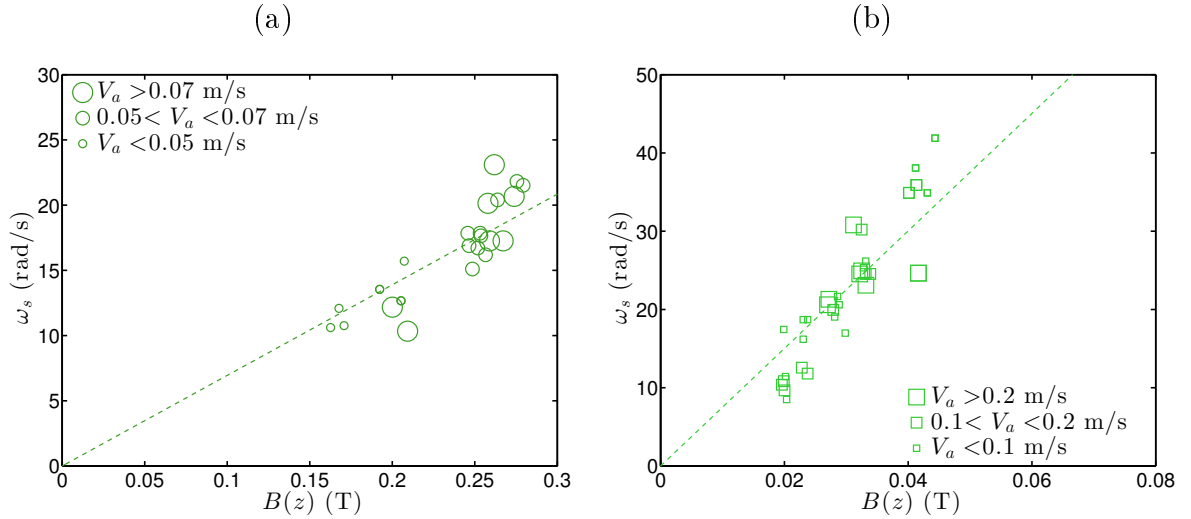 (a)
30
25
20
15
10
5
0
ω_s (rad/s)
V_a >0.07 m/s
0.05< V_a <0.07 m/s
V_a <0.05 m/s
0 0.05 0.1 0.15 0.2 0.25 0.3
B(z) (T)
(b)
50
40
30
20
10
0
ω_s (rad/s)
V_a >0.2 m/s
0.1< V_a <0.2 m/s
V_a <0.1 m/s
0 0.02 0.04 0.06 0.08
B(z) (T)